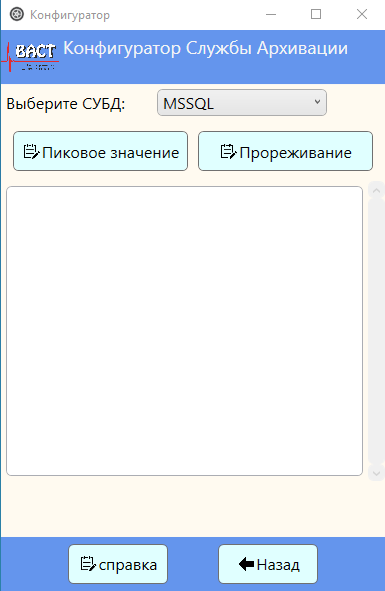 Конфигуратор
ВАСТ Конфигуратор Службы Архивации
Выберите СУБД: MSSQL
Пиковое значение Прореживание
справка Назад